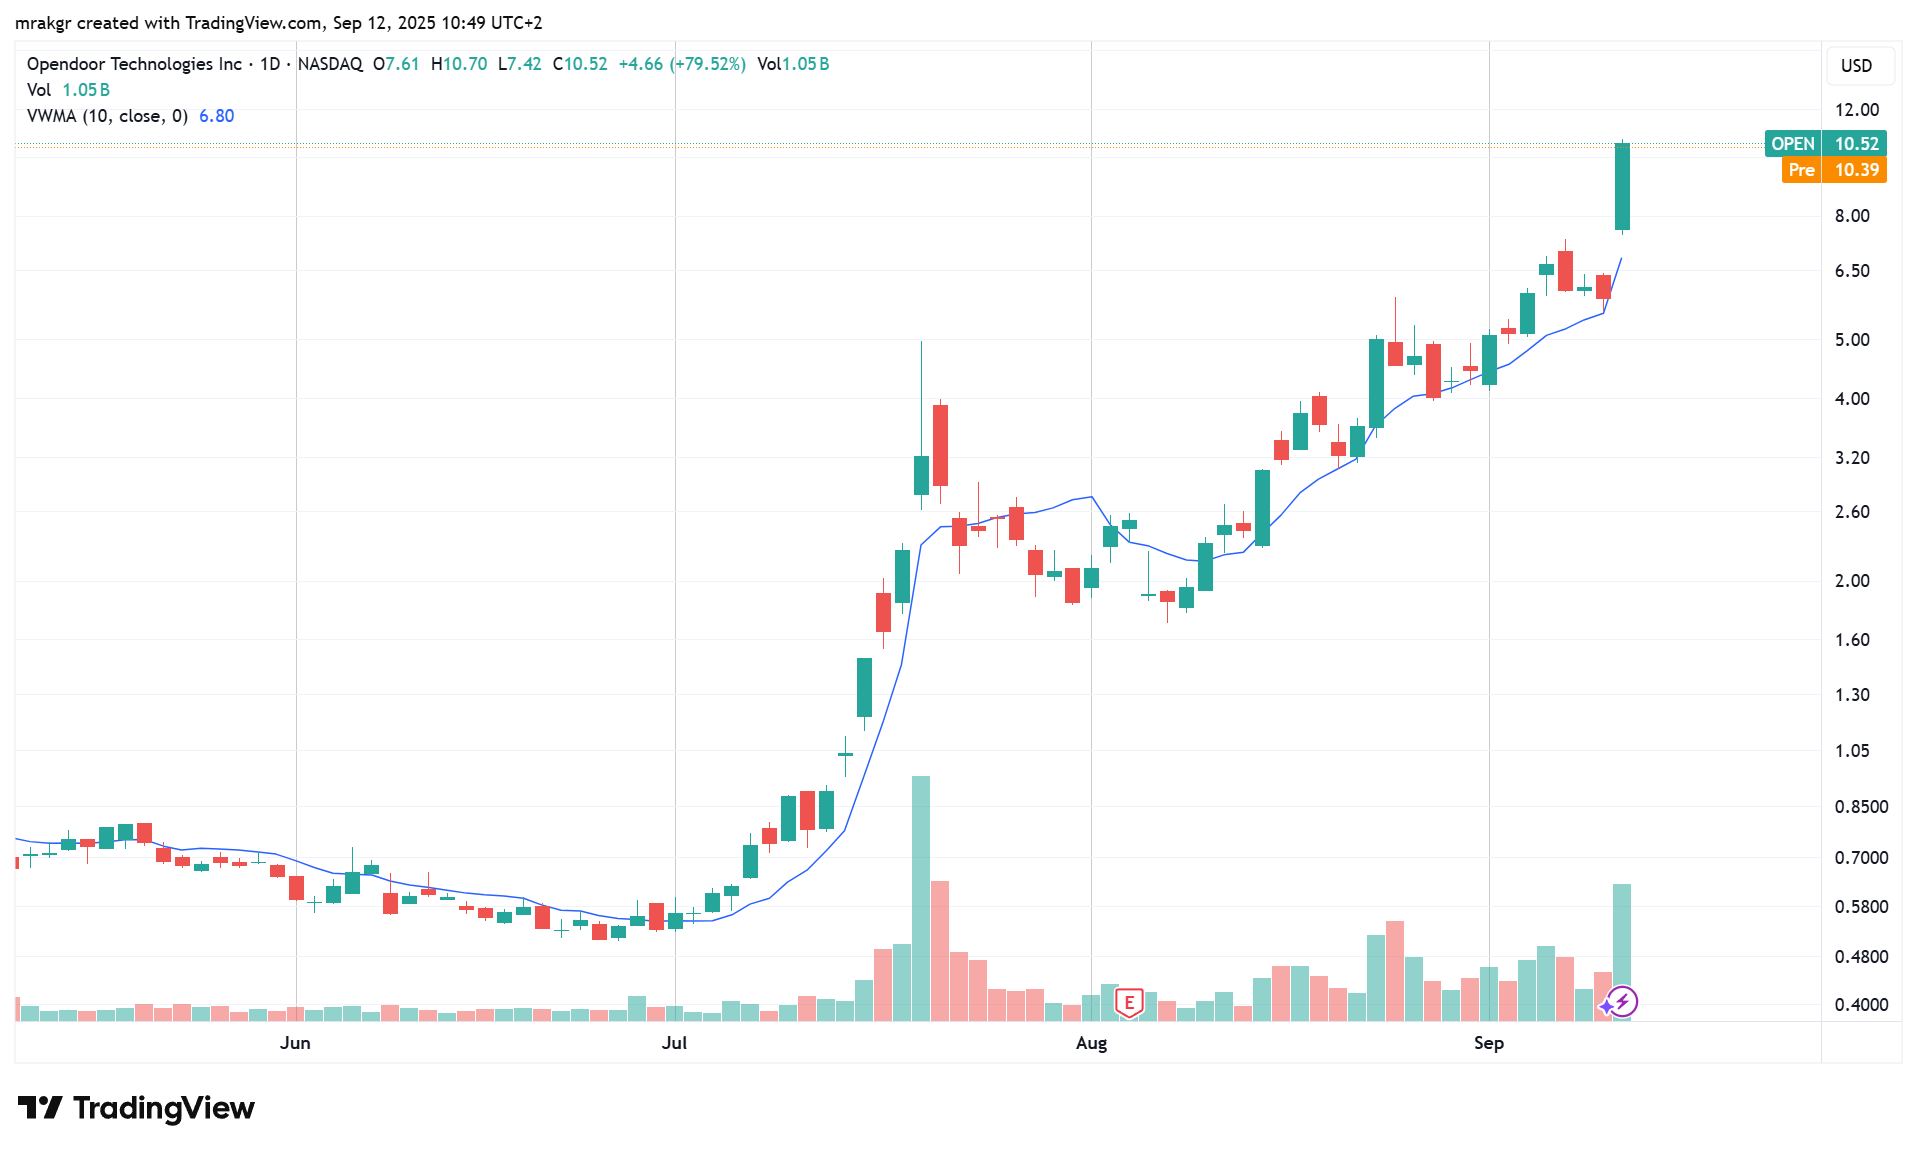 mrakgr created with TradingView.com, Sep 12, 2025 10:49 UTC+2
Opendoor Technologies Inc · 1D · NASDAQ O7.61 H10.70 L7.42 C10.52 +4.66 (+79.52%) Vol1.05 B
Vol 1.05 B
VWMA (10, close, 0) 6.80
USD
12.00
OPEN 10.52
Pre 10.39
8.00
6.50
5.00
4.00
3.20
2.60
2.00
1.60
1.30
1.05
0.8500
0.7000
0.5800
0.4800
0.4000
E
Jun Jul Aug Sep
TradingView